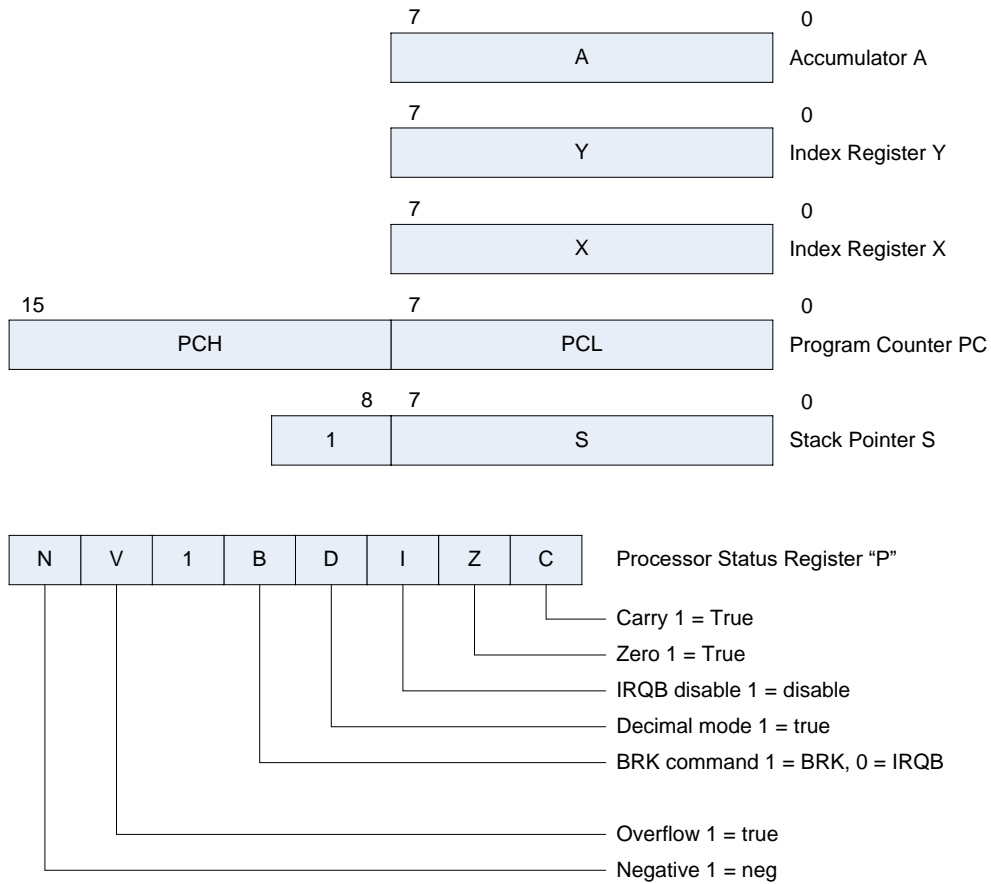 7 0
A Accumulator A
7 0
Y Index Register Y
7 0
X Index Register X
15 7 0
PCH PCL Program Counter PC
8 7 0
1 S Stack Pointer S
N V 1 B D I Z C Processor Status Register “P”
Carry 1 = True
Zero 1 = True
IRQB disable 1 = disable
Decimal mode 1 = true
BRK command 1 = BRK, 0 = IRQB
Overflow 1 = true
Negative 1 = neg